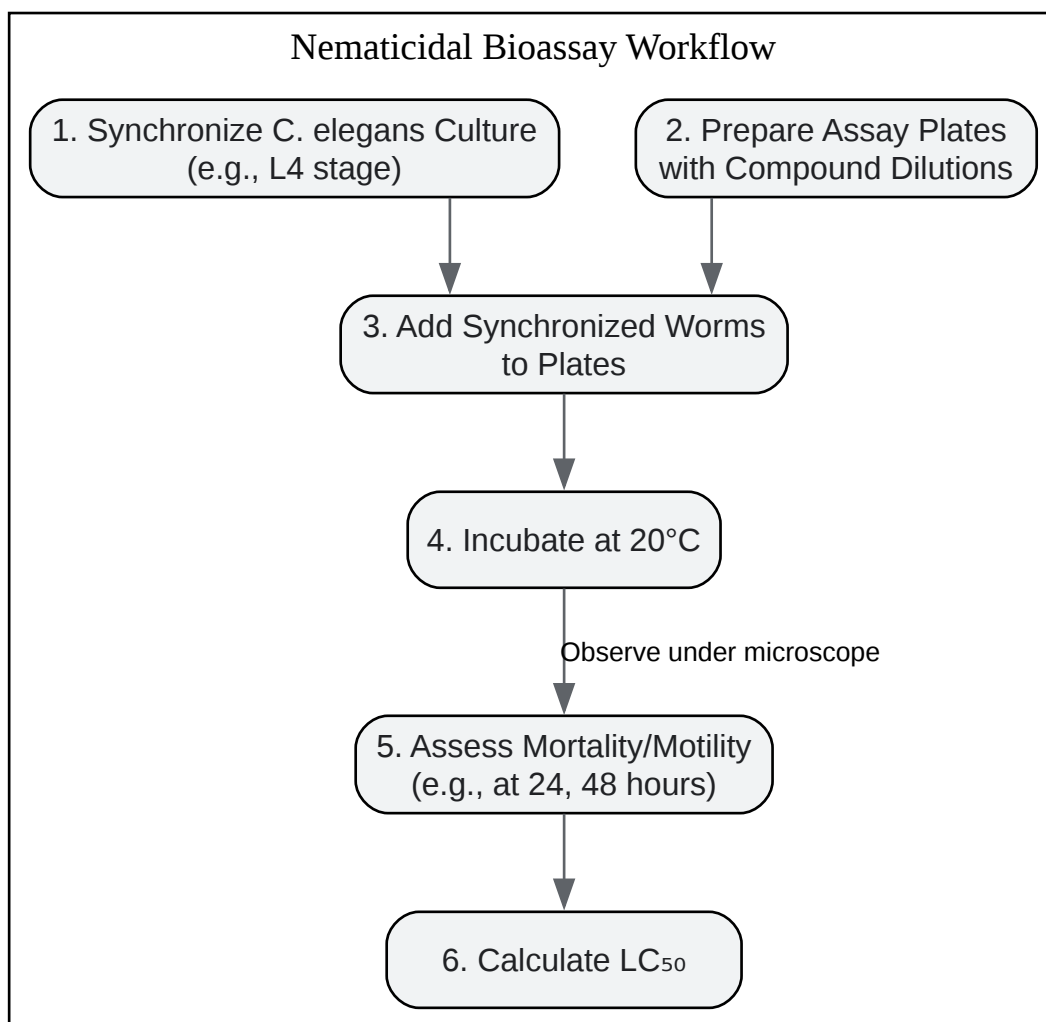 Nematicidal Bioassay Workflow
1. Synchronize C. elegans Culture
(e.g., L4 stage)
2. Prepare Assay Plates
with Compound Dilutions
3. Add Synchronized Worms
to Plates
4. Incubate at 20°C
Observe under microscope
5. Assess Mortality/Motility
(e.g., at 24, 48 hours)
6. Calculate LC₅₀